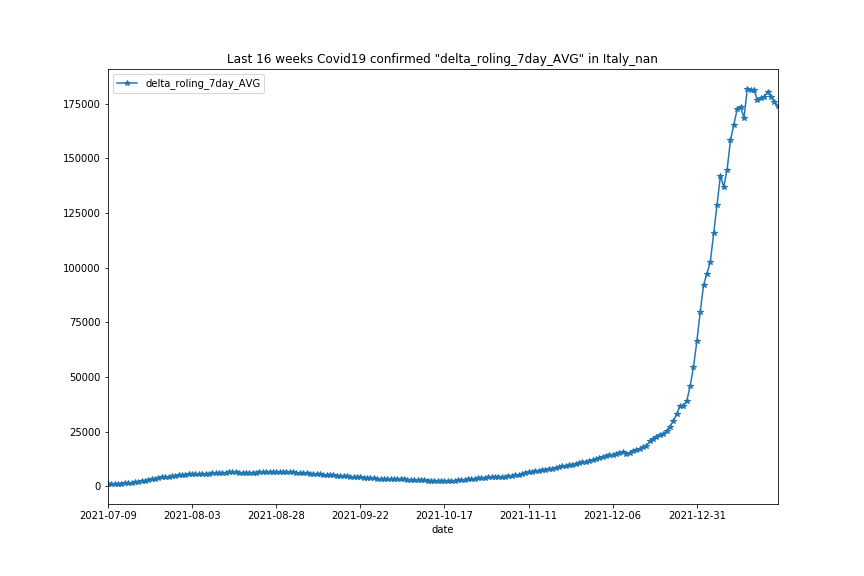 Last 16 weeks Covid19 confirmed "delta_roling_7day_AVG" in Italy_nan
delta_roling_7day_AVG
175000
150000
125000
100000
75000
50000
25000
0
2021-07-09 2021-08-03 2021-08-28 2021-09-22 2021-10-17 2021-11-11 2021-12-06 2021-12-31
date